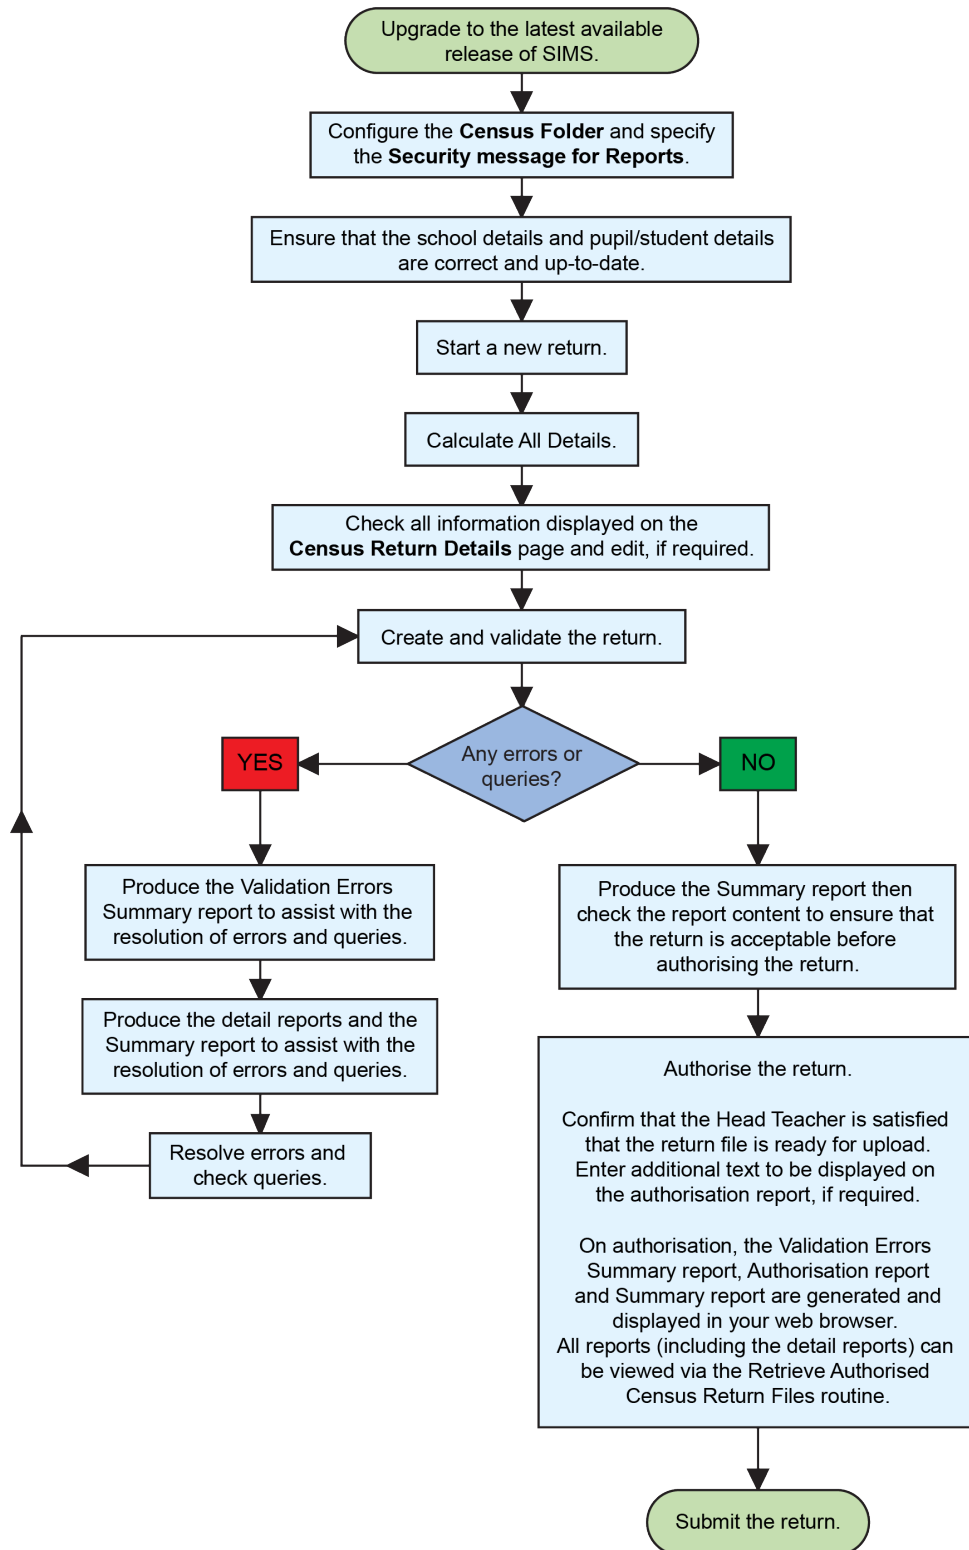 Upgrade to the latest available
release of SIMS.
Configure the Census Folder and specify
the Security message for Reports.
Ensure that the school details and pupil/student details
are correct and up-to-date.
Start a new return.
Calculate All Details.
Check all information displayed on the
Census Return Details page and edit, if required.
Create and validate the return.
Any errors or
queries?
YES
NO
Produce the Validation Errors
Summary report to assist with the
resolution of errors and queries.
Produce the detail reports and the
Summary report to assist with the
resolution of errors and queries.
Resolve errors and
check queries.
Produce the Summary report then
check the report content to ensure that
the return is acceptable before
authorising the return.
Authorise the return.
Confirm that the Head Teacher is satisfied
that the return file is ready for upload.
Enter additional text to be displayed on
the authorisation report, if required.
On authorisation, the Validation Errors
Summary report, Authorisation report
and Summary report are generated and
displayed in your web browser.
All reports (including the detail reports) can
be viewed via the Retrieve Authorised
Census Return Files routine.
Submit the return.